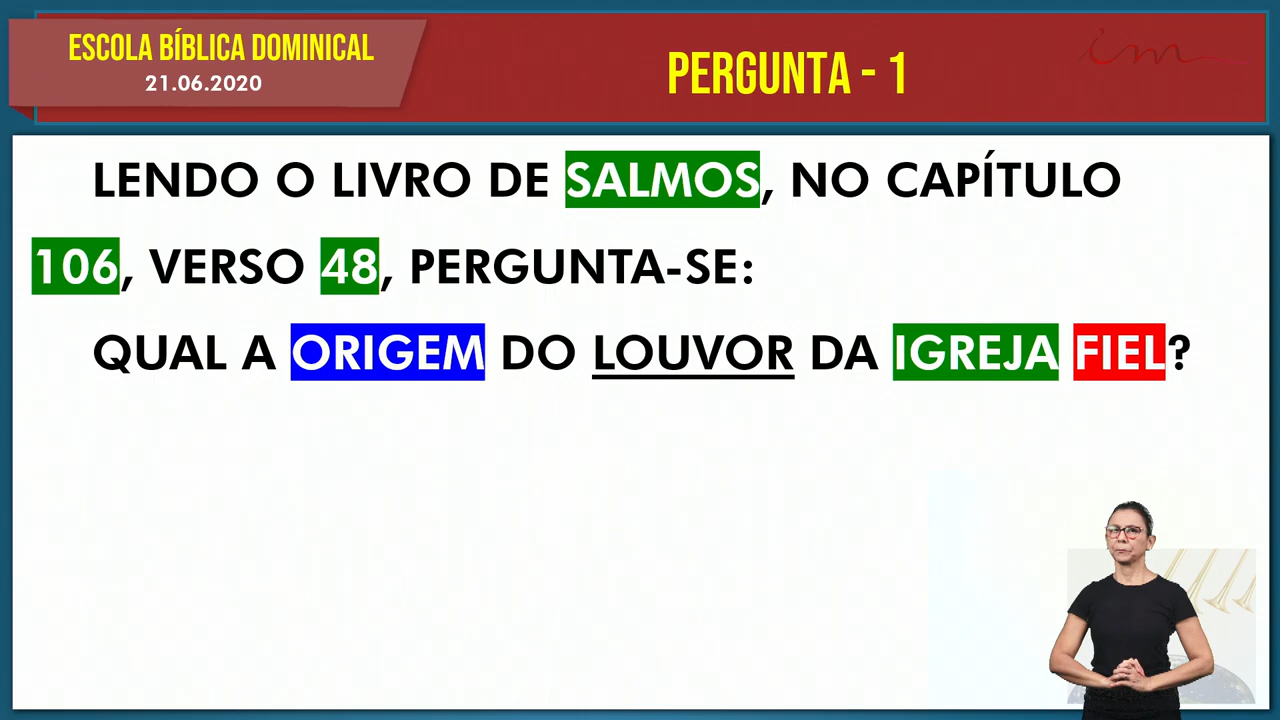 ESCOLA BÍBLICA DOMINICAL
21.06.2020
PERGUNTA - 1
im
LENDO O LIVRO DE SALMOS, NO CAPÍTULO
106, VERSO 48, PERGUNTA-SE:
QUAL A ORIGEM DO LOUVOR DA IGREJA FIEL?